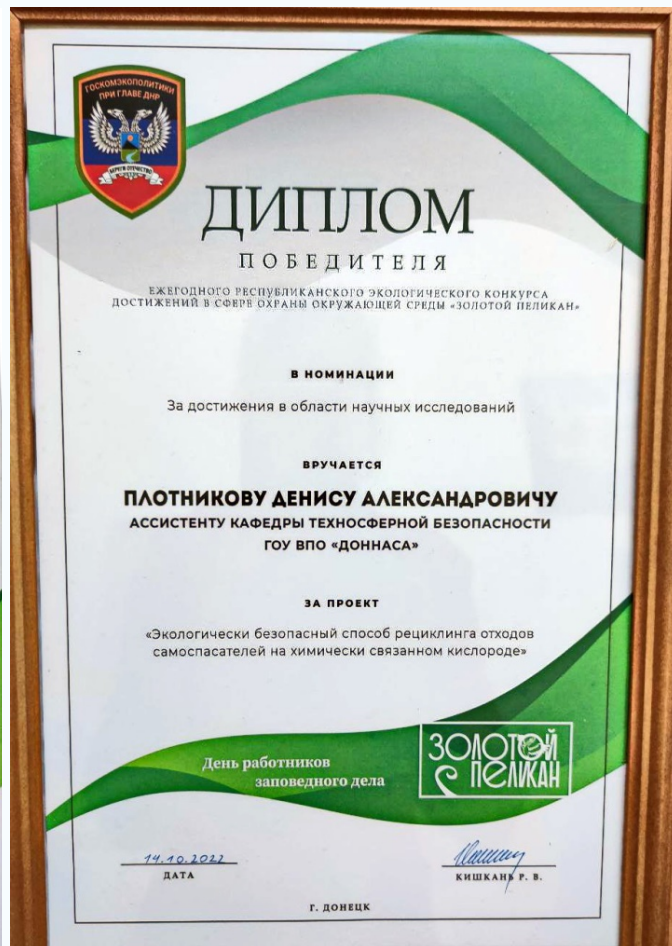 ГОСКОМЭКОПОЛИТИКИ
ПРИ ГЛАВЕ ДНР
БЕРЕГИ ОТЕЧЕСТВО
ДИПЛОМ
ПОБЕДИТЕЛЯ
ЕЖЕГОДНОГО РЕСПУБЛИКАНСКОГО ЭКОЛОГИЧЕСКОГО КОНКУРСА
ДОСТИЖЕНИЙ В СФЕРЕ ОХРАНЫ ОКРУЖАЮЩЕЙ СРЕДЫ «ЗОЛОТОЙ ПЕЛИКАН»
В НОМИНАЦИИ
За достижения в области научных исследований
ВРУЧАЕТСЯ
ПЛОТНИКОВУ ДЕНИСУ АЛЕКСАНДРОВИЧУ
АССИСТЕНТУ КАФЕДРЫ ТЕХНОСФЕРНОЙ БЕЗОПАСНОСТИ
ГОУ ВПО «ДОННАСА»
ЗА ПРОЕКТ
«Экологически безопасный способ рециклинга отходов
самоспасателей на химически связанном кислороде»
День работников
заповедного дела
ЗОЛОТОЙ
ПЕЛИКАН
14.10.2022
ДАТА
КИШКАНЬ Р. В.
Г. ДОНЕЦК